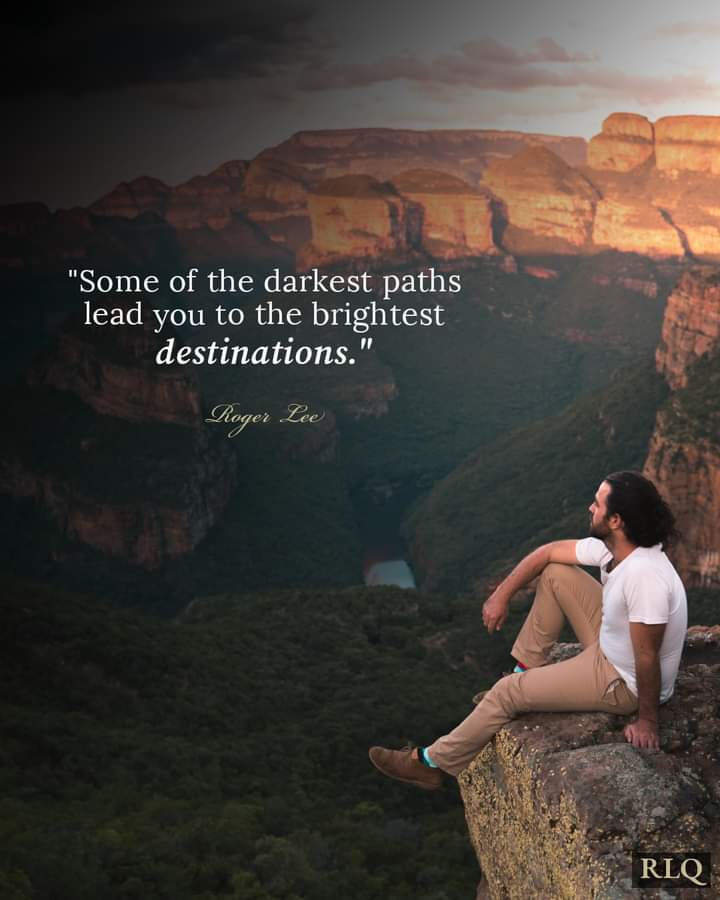 "Some of the darkest paths
lead you to the brightest
destinations."
Roger Lee
RLQ